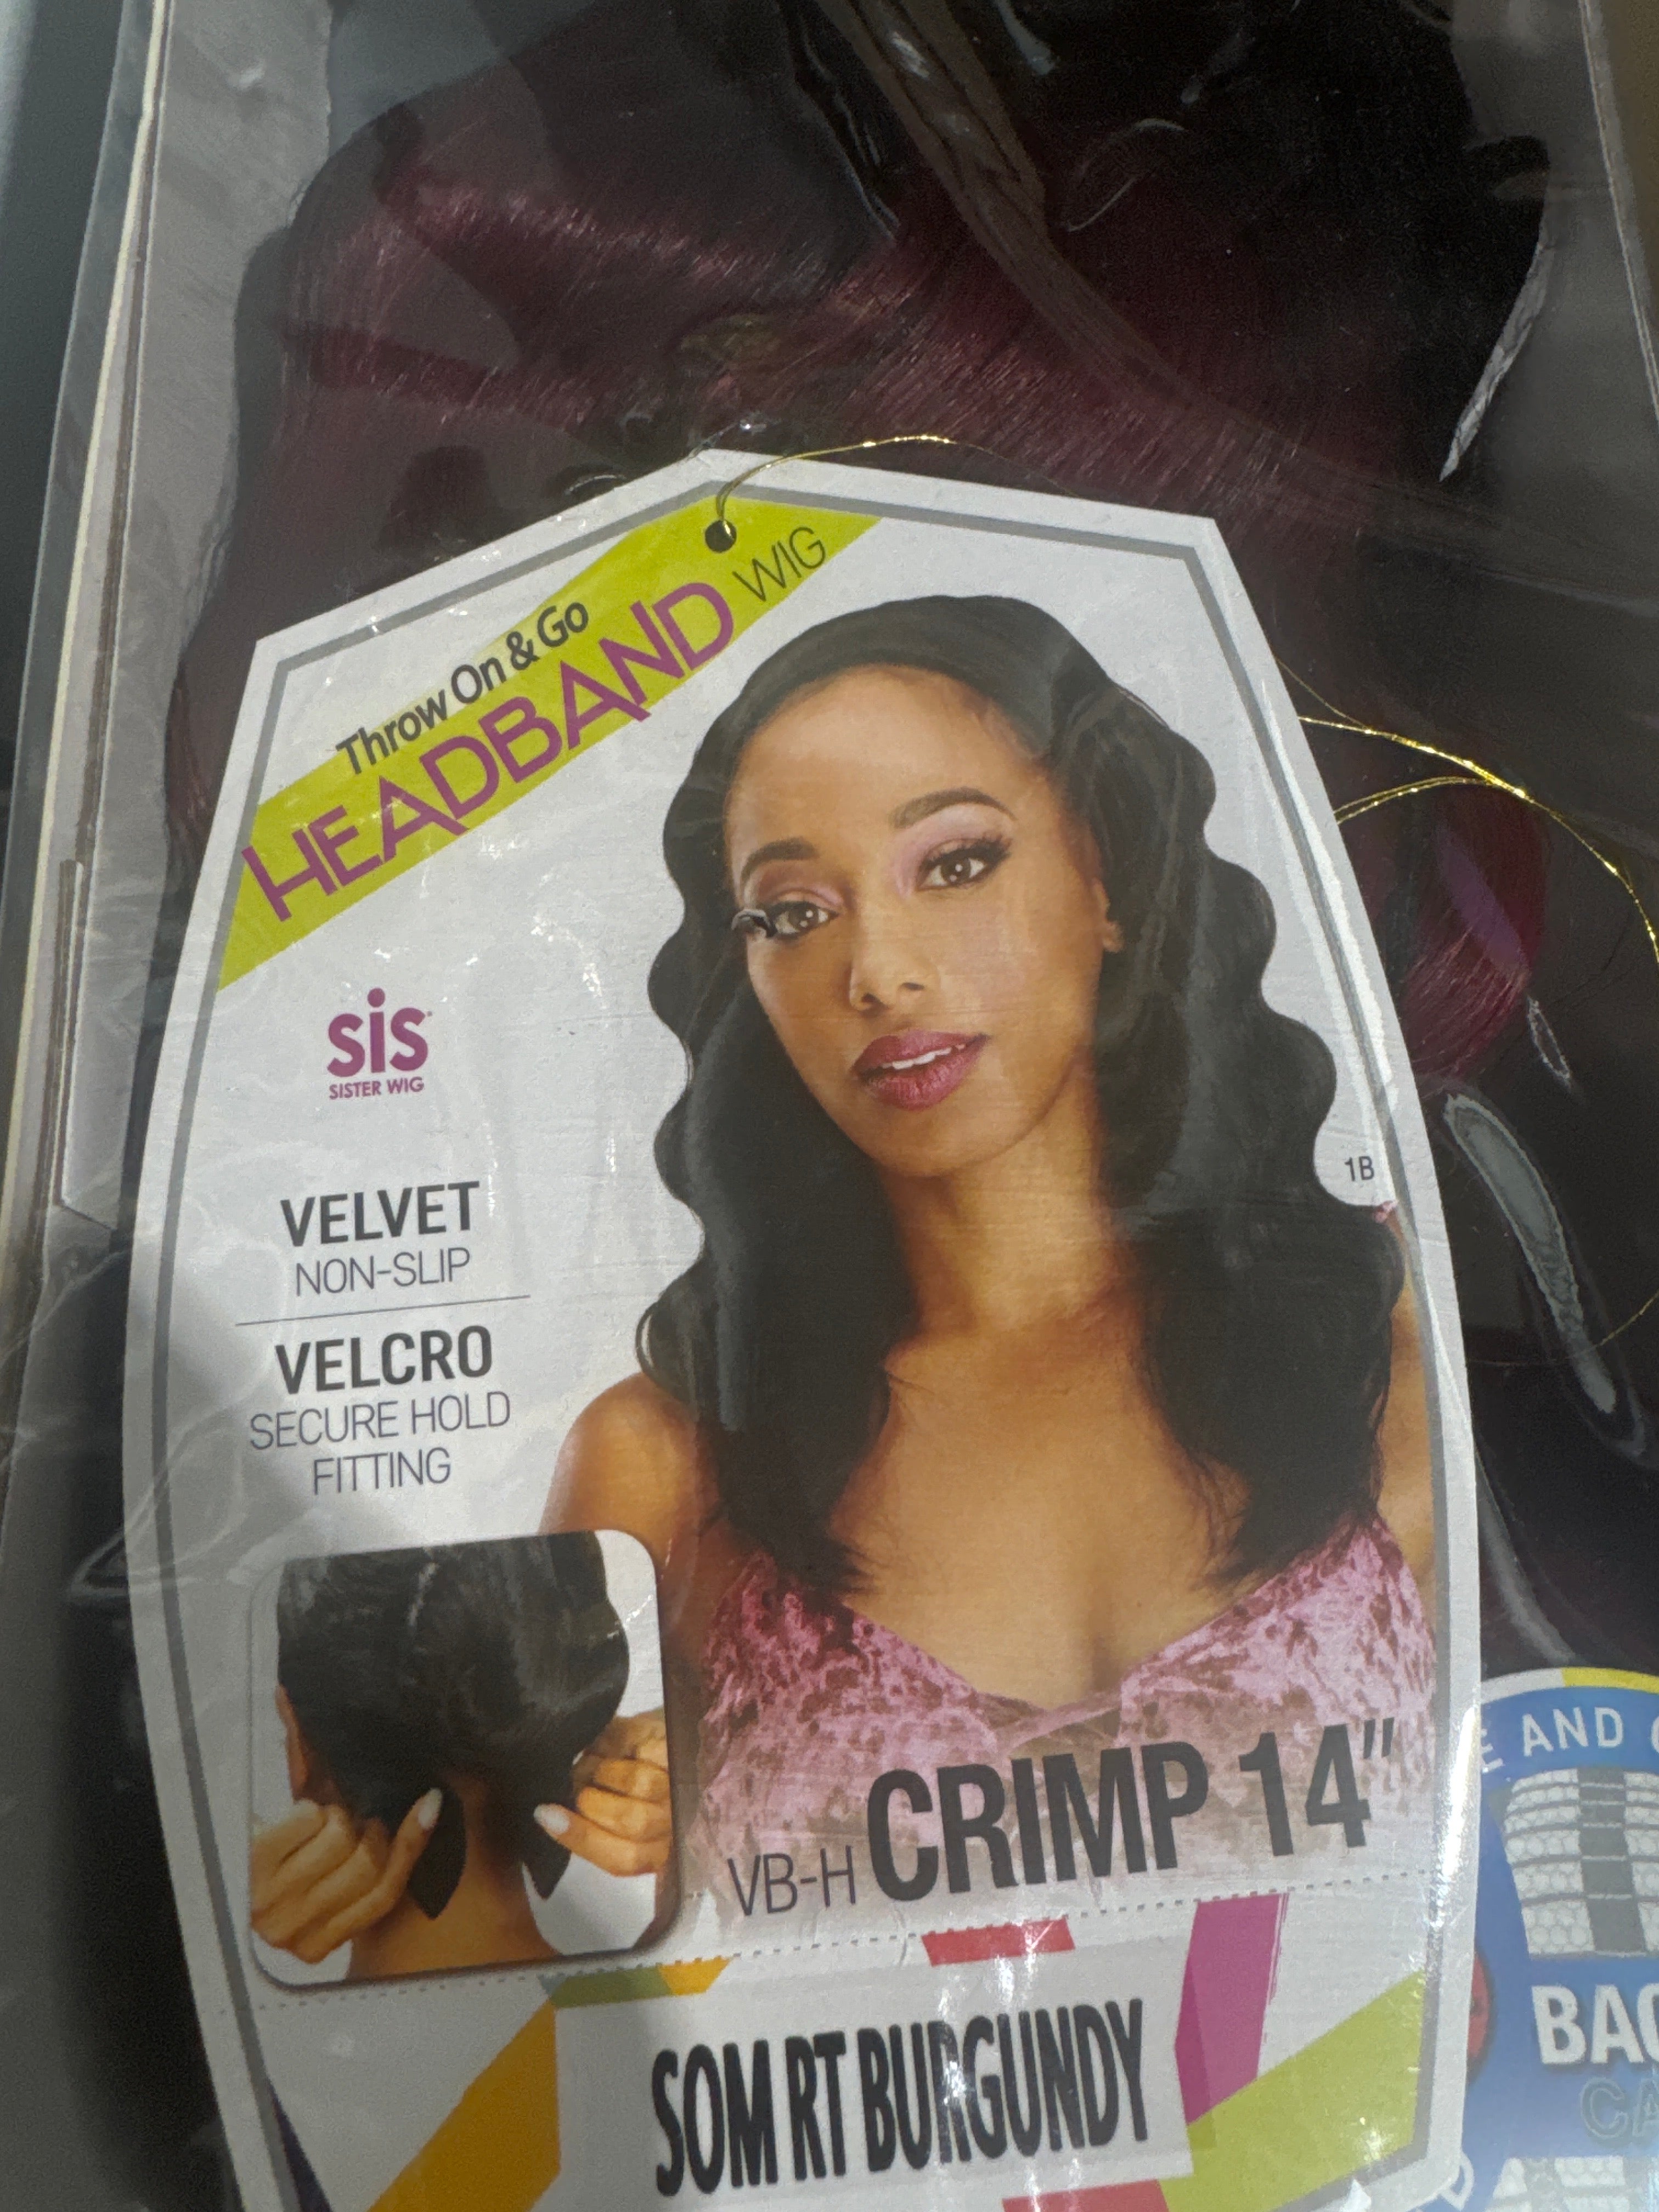 Throw On & Go
HEADBAND WIG
sis
SISTER WIG
VELVET
NON-SLIP
VELCRO
SECURE HOLD
FITTING
1B
VB-H CRIMP 14"
SOM RT BURGUNDY
AND